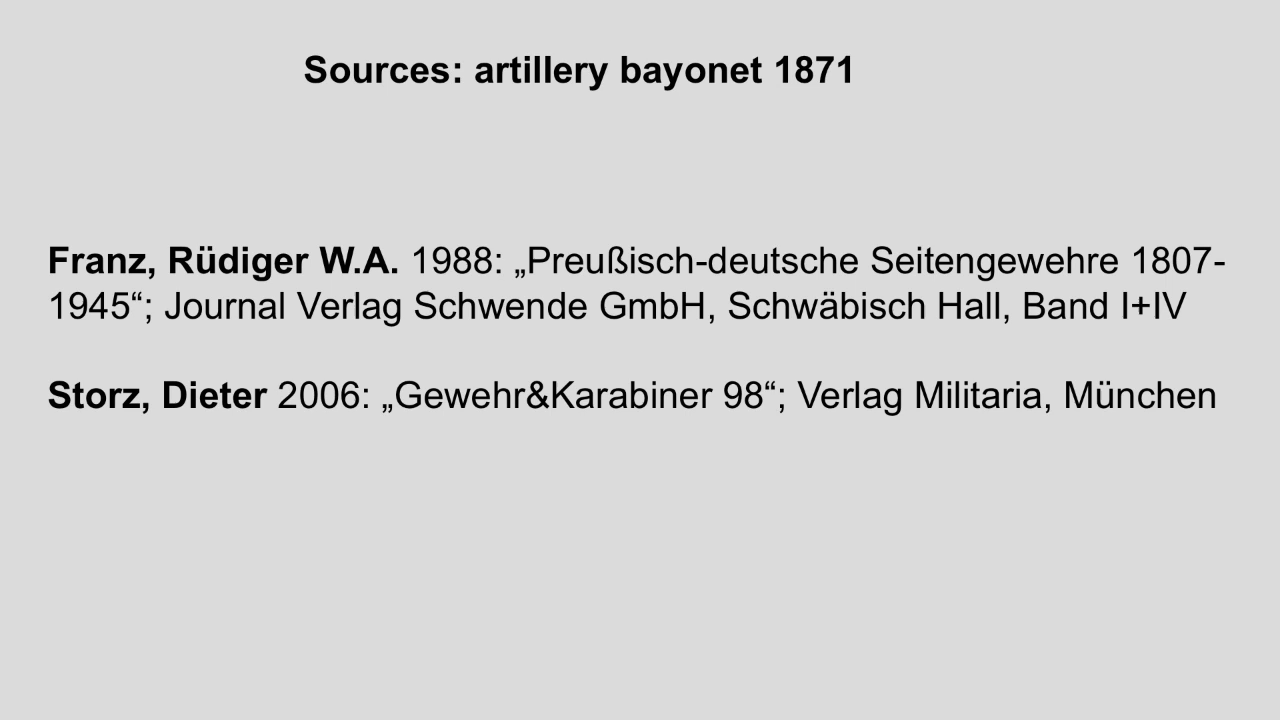 Sources: artillery bayonet 1871
Franz, Rüdiger W.A. 1988: „Preußisch-deutsche Seitengewehre 1807-
1945“; Journal Verlag Schwende GmbH, Schwäbisch Hall, Band I+IV
Storz, Dieter 2006: „Gewehr&Karabiner 98“; Verlag Militaria, München